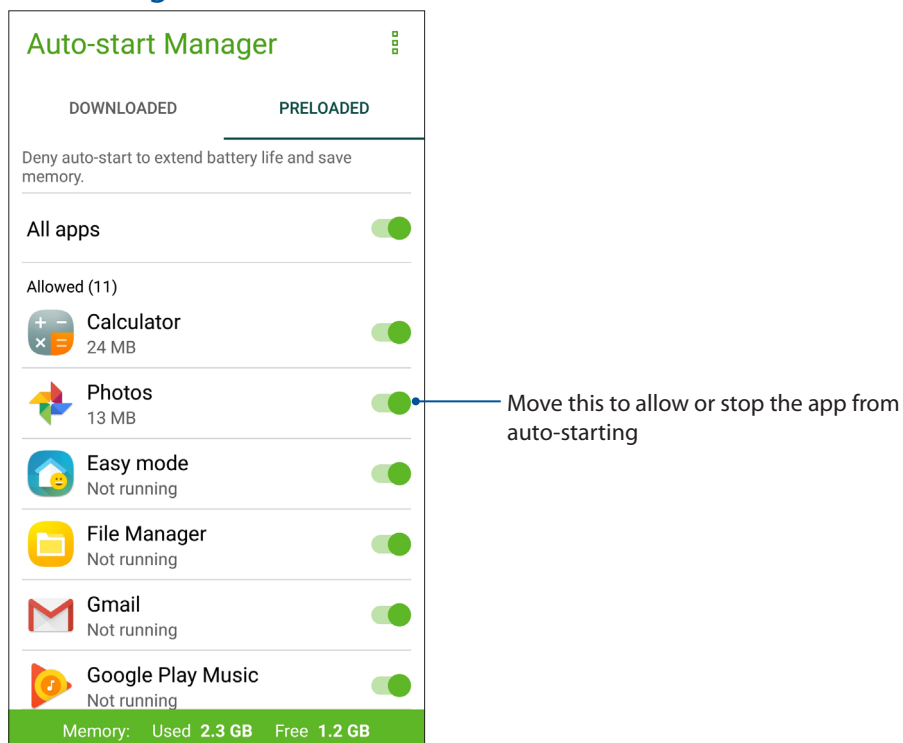 Auto-start Manager
DOWNLOADED PRELOADED
Deny auto-start to extend battery life and save
memory.
All apps
Allowed (11)
Calculator
24 MB
Photos
13 MB
Move this to allow or stop the app from
auto-starting
Easy mode
Not running
File Manager
Not running
Gmail
Not running
Google Play Music
Not running
Memory: Used 2.3 GB Free 1.2 GB